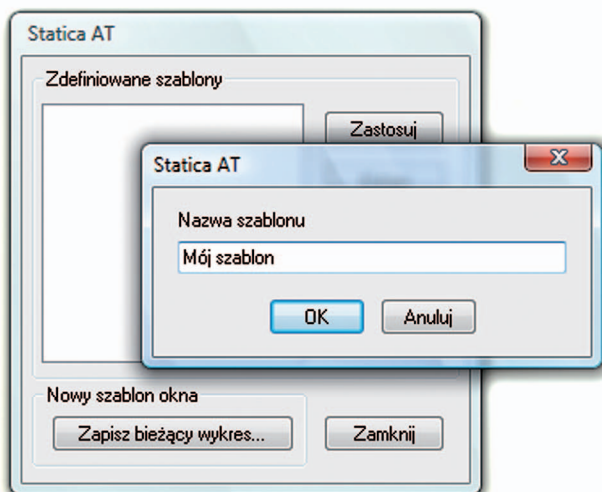 Statica AT
Zdefiniowane szablony
Zastosuj
Statica AT
Nazwa szablonu
Mój szablon
OK Anuluj
Nowy szablon okna
Zapisz bieżący wykres... Zamknij